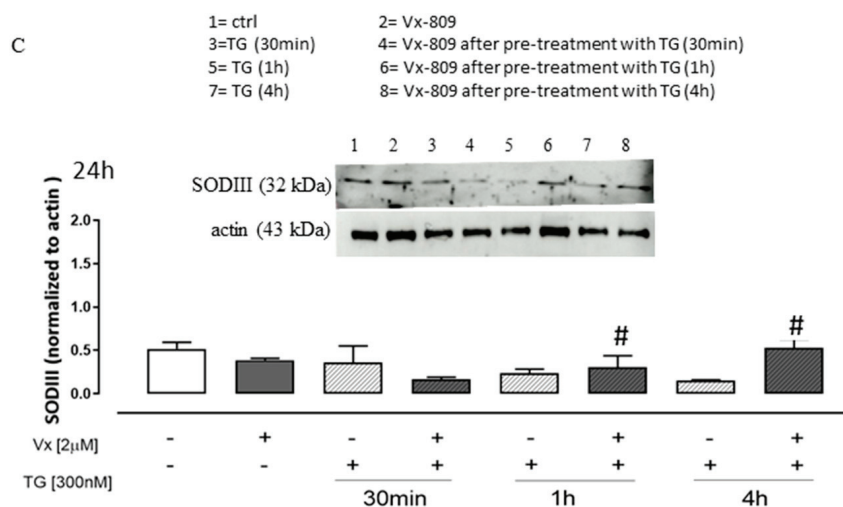 1= ctrl 2= Vx-809
C
3=TG (30min) 4= Vx-809 after pre-treatment with TG (30min)
5= TG (1h) 6= Vx-809 after pre-treatment with TG (1h)
7= TG (4h) 8= Vx-809 after pre-treatment with TG (4h)
1 2 3 4 5 6 7 8
24h
SODIII (32 kDa)
actin (43 kDa)
SODIII (normalized to actin)
2.0
1.5
1.0
0.5
0.0
# #
Vx [2µM] - + - + - + - +
TG [300nM] - - + + + + + +
30min 1h 4h